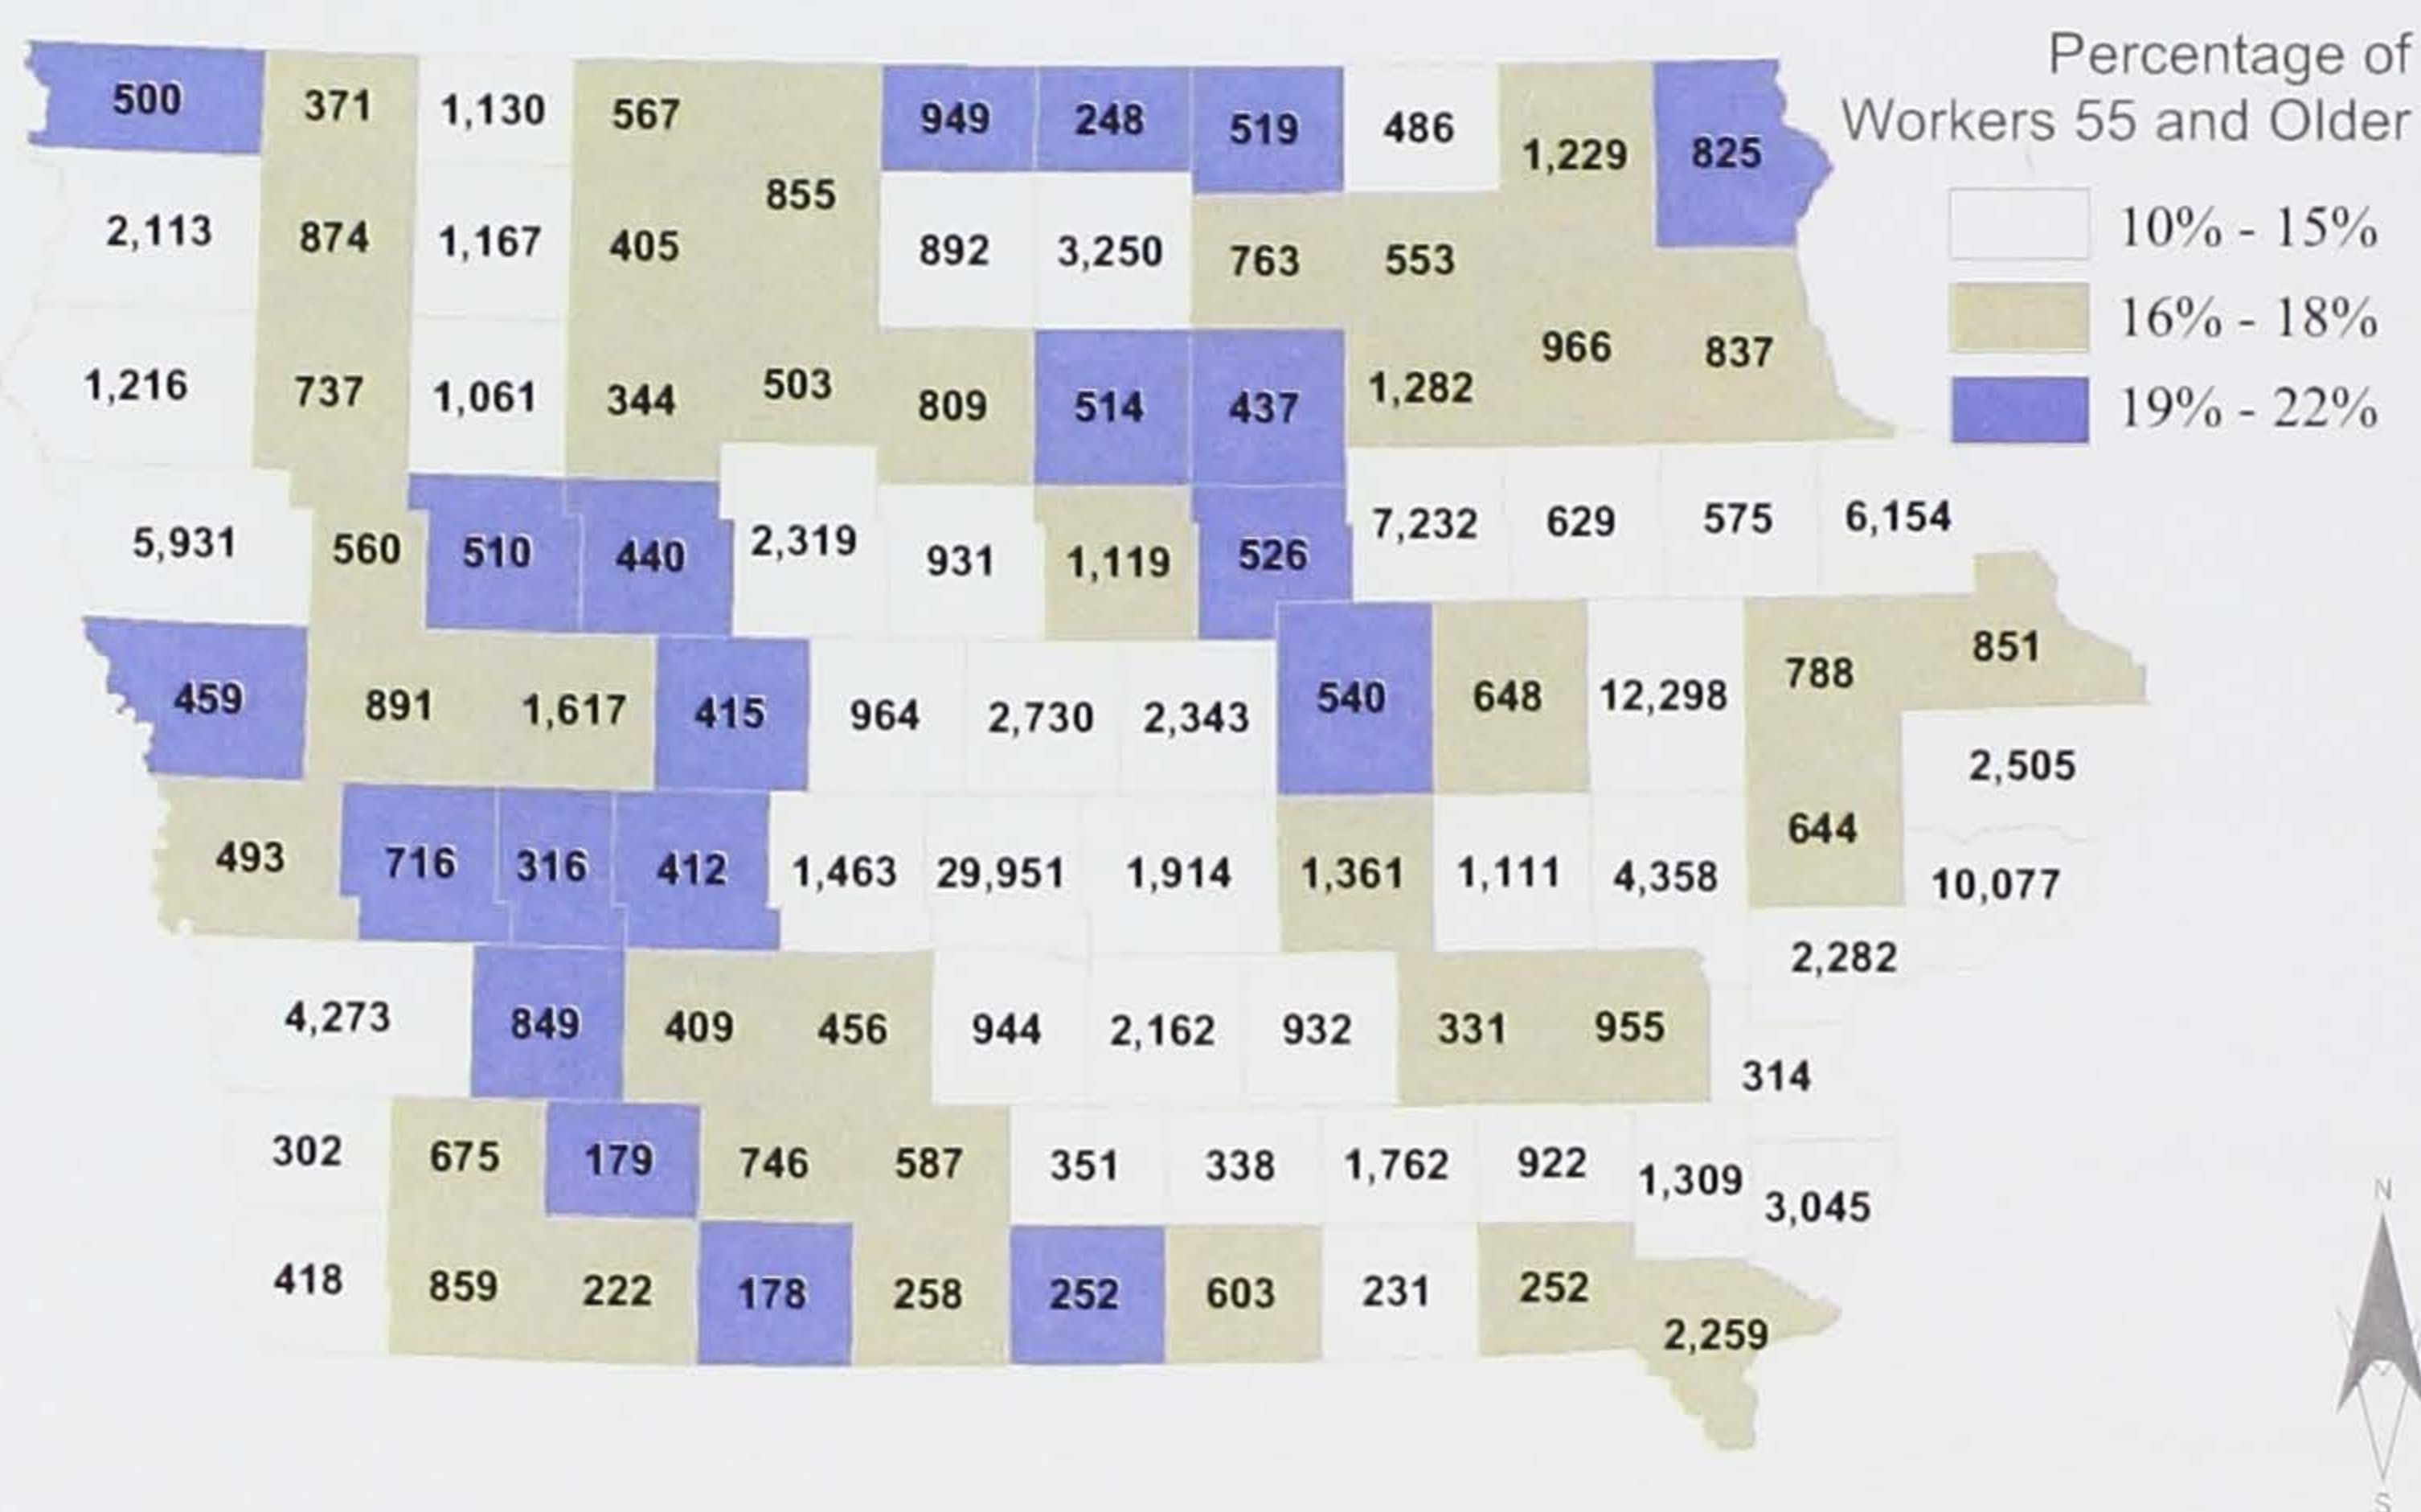 Percentage of
Workers 55 and Older
10% - 15%
16% - 18%
19% - 22%
500 371 1,130 567 949 248 519 486 1,229 825
855
2,113 874 1,167 405 892 3,250 763 553
966 837
1,216 737 1,061 344 503 809 514 437 1,282
5,931 560 510 440 2,319 931 1,119 526 7,232 629 575 6,154
459 891 1,617 415 964 2,730 2,343 540 648 12,298 788 851
2,505
493 716 316 412 1,463 29,951 1,914 1,361 1,111 4,358 644 10,077
2,282
4,273 849 409 456 944 2,162 932 331 955
314
302 675 179 746 587 351 338 1,762 922 1,309 3,045
418 859 222 178 258 252 603 231 252
2,259
N
S